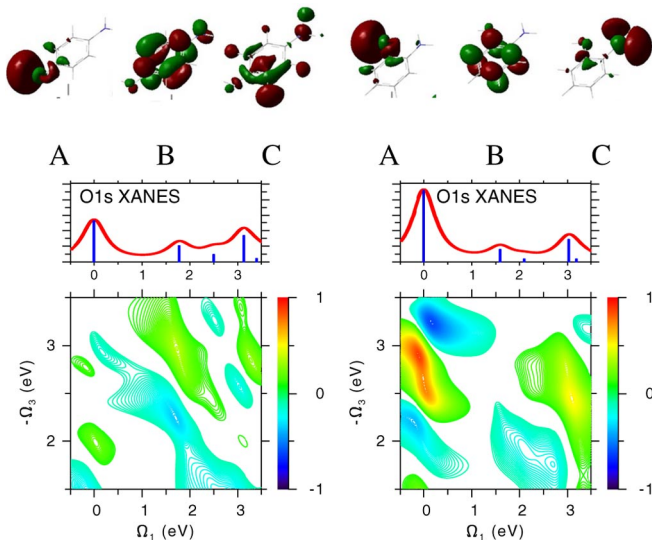 A B C A B C
O1s XANES O1s XANES
0 1 2 3 0 1 2 3
3 2 1 0 -1 3 2 1 0 -1
-Ω₃ (eV) -Ω₃ (eV)
0 1 2 3 0 1 2 3
Ω₁ (eV) Ω₁ (eV)